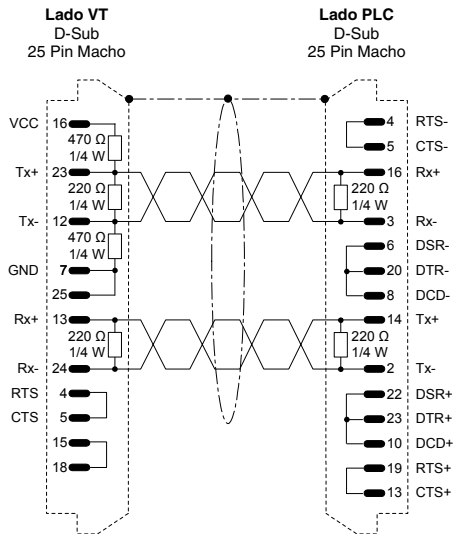 Lado VT
D-Sub
25 Pin Macho
Lado PLC
D-Sub
25 Pin Macho
VCC 16
470 Ω
1/4 W
Tx+ 23
220 Ω
1/4 W
Tx- 12
470 Ω
1/4 W
GND 7
25
Rx+ 13
220 Ω
1/4 W
Rx- 24
RTS 4
CTS 5
15
18
4 RTS-
5 CTS-
16 Rx+
220 Ω
1/4 W
3 Rx-
6 DSR-
20 DTR-
8 DCD-
14 Tx+
220 Ω
1/4 W
2 Tx-
22 DSR+
23 DTR+
10 DCD+
19 RTS+
13 CTS+